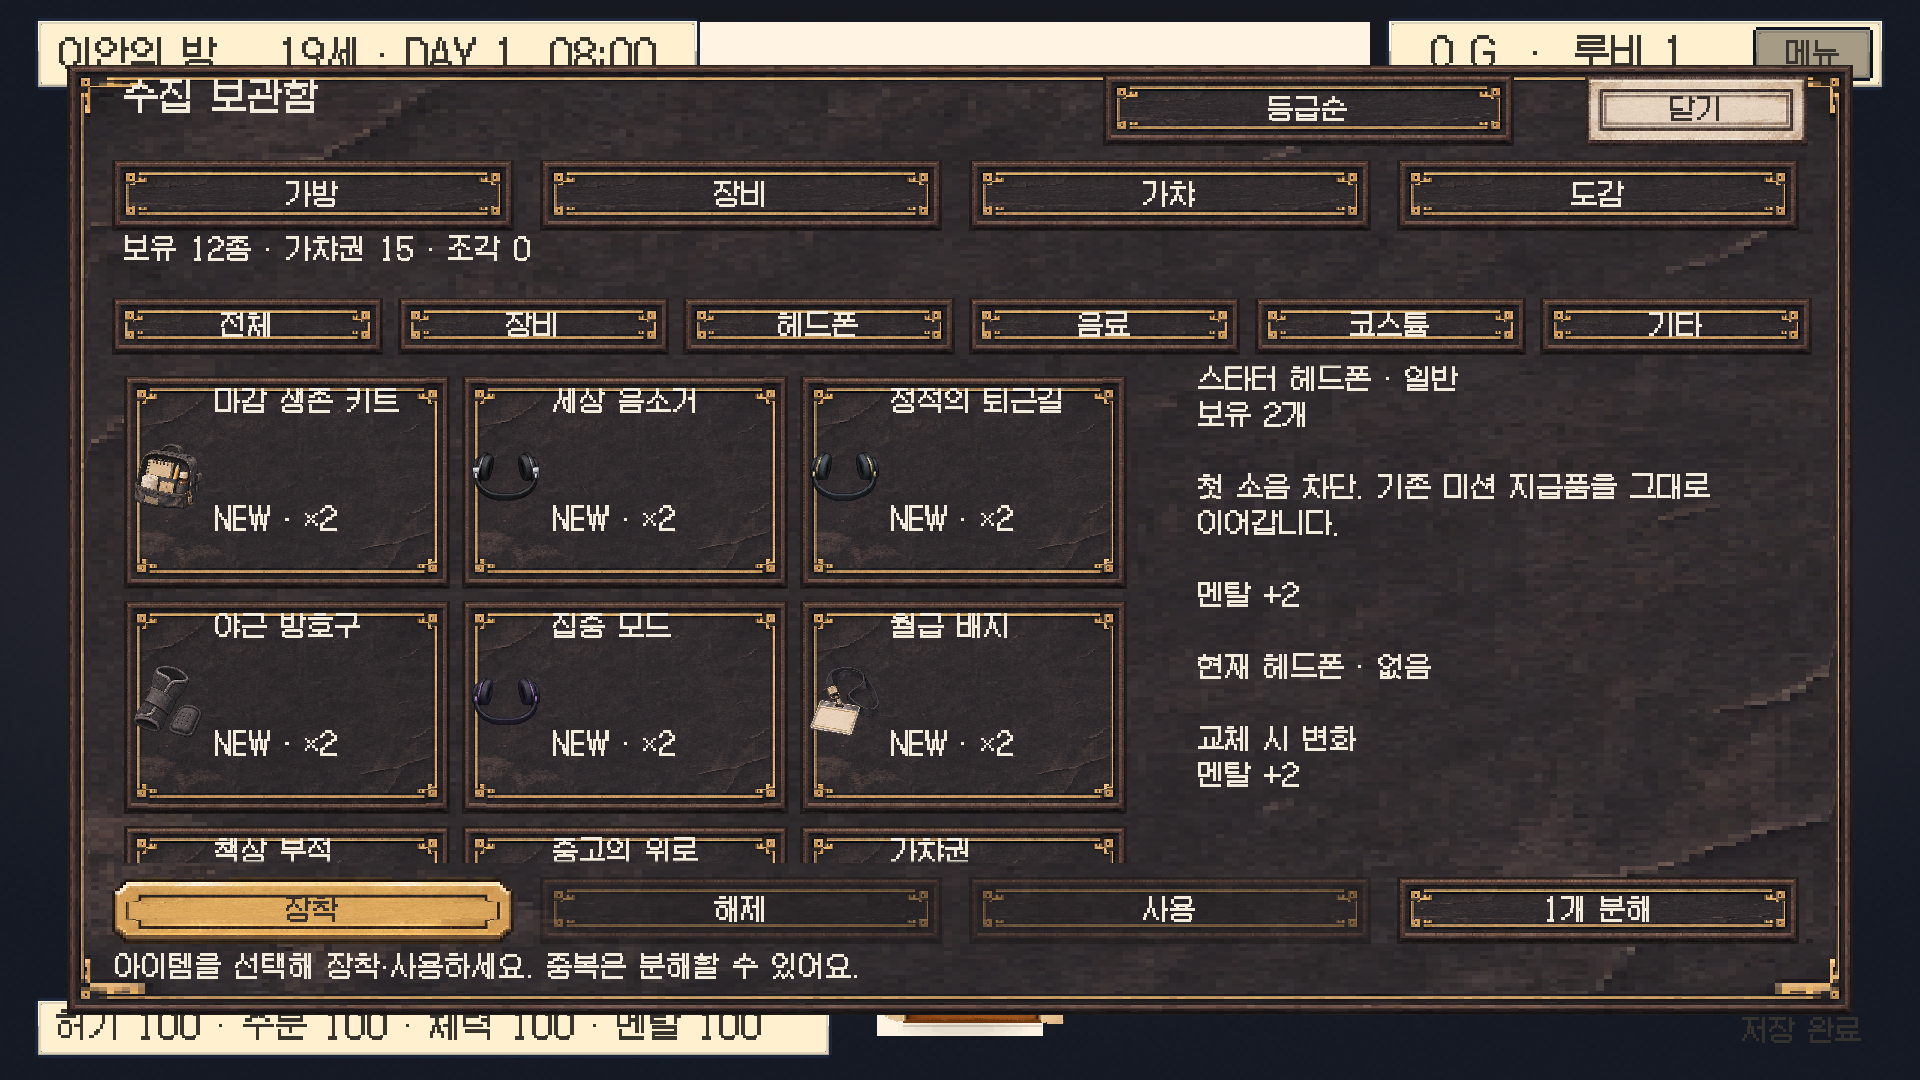 이안의 방 19세 · DAY 1 08:00
0 G · 루비 1
메뉴
수집 보관함
등급순
닫기
가방
장비
가챠
도감
보유 12종 · 가챠권 15 · 조각 0
전체
장비
헤드폰
음료
코스튬
기타
마감 생존 키트
세상 음소거
정적의 퇴근길
NEW · ×2
NEW · ×2
NEW · ×2
야근 방호구
집중 모드
월급 배지
NEW · ×2
NEW · ×2
NEW · ×2
책상 부적
중고의 위로
가챠권
스타터 헤드폰 · 일반
보유 2개
첫 소음 차단. 기존 미션 지급품을 그대로
이어갑니다.
멘탈 +2
현재 헤드폰 · 없음
교체 시 변화
멘탈 +2
장착
해제
사용
1개 분해
아이템을 선택해 장착·사용하세요. 중복은 분해할 수 있어요.
허기 100 · 수분 100 · 체력 100 · 멘탈 100
저장 완료